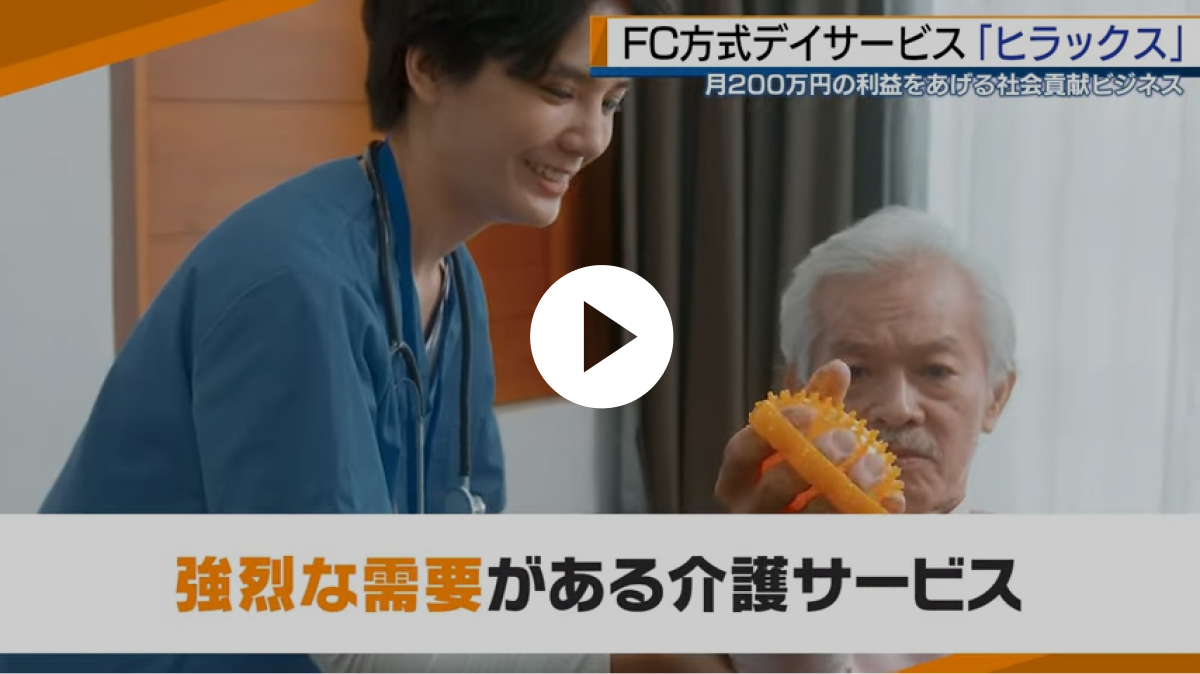 FC方式デイサービス「ヒラックス」
月200万円の利益をあげる社会貢献ビジネス
強烈な需要がある介護サービス